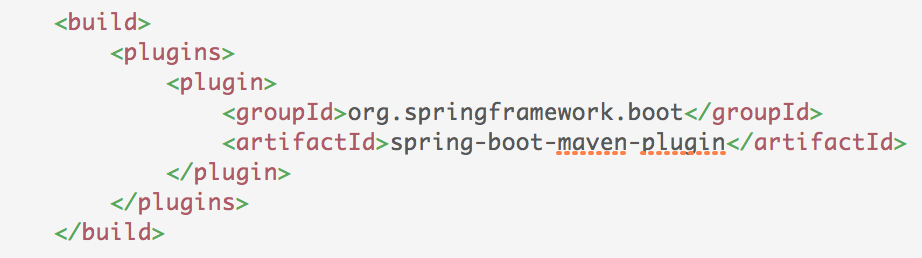 <build>
    <plugins>
        <plugin>
            <groupId>org.springframework.boot</groupId>
            <artifactId>spring-boot-maven-plugin</artifactId>
        </plugin>
    </plugins>
</build>